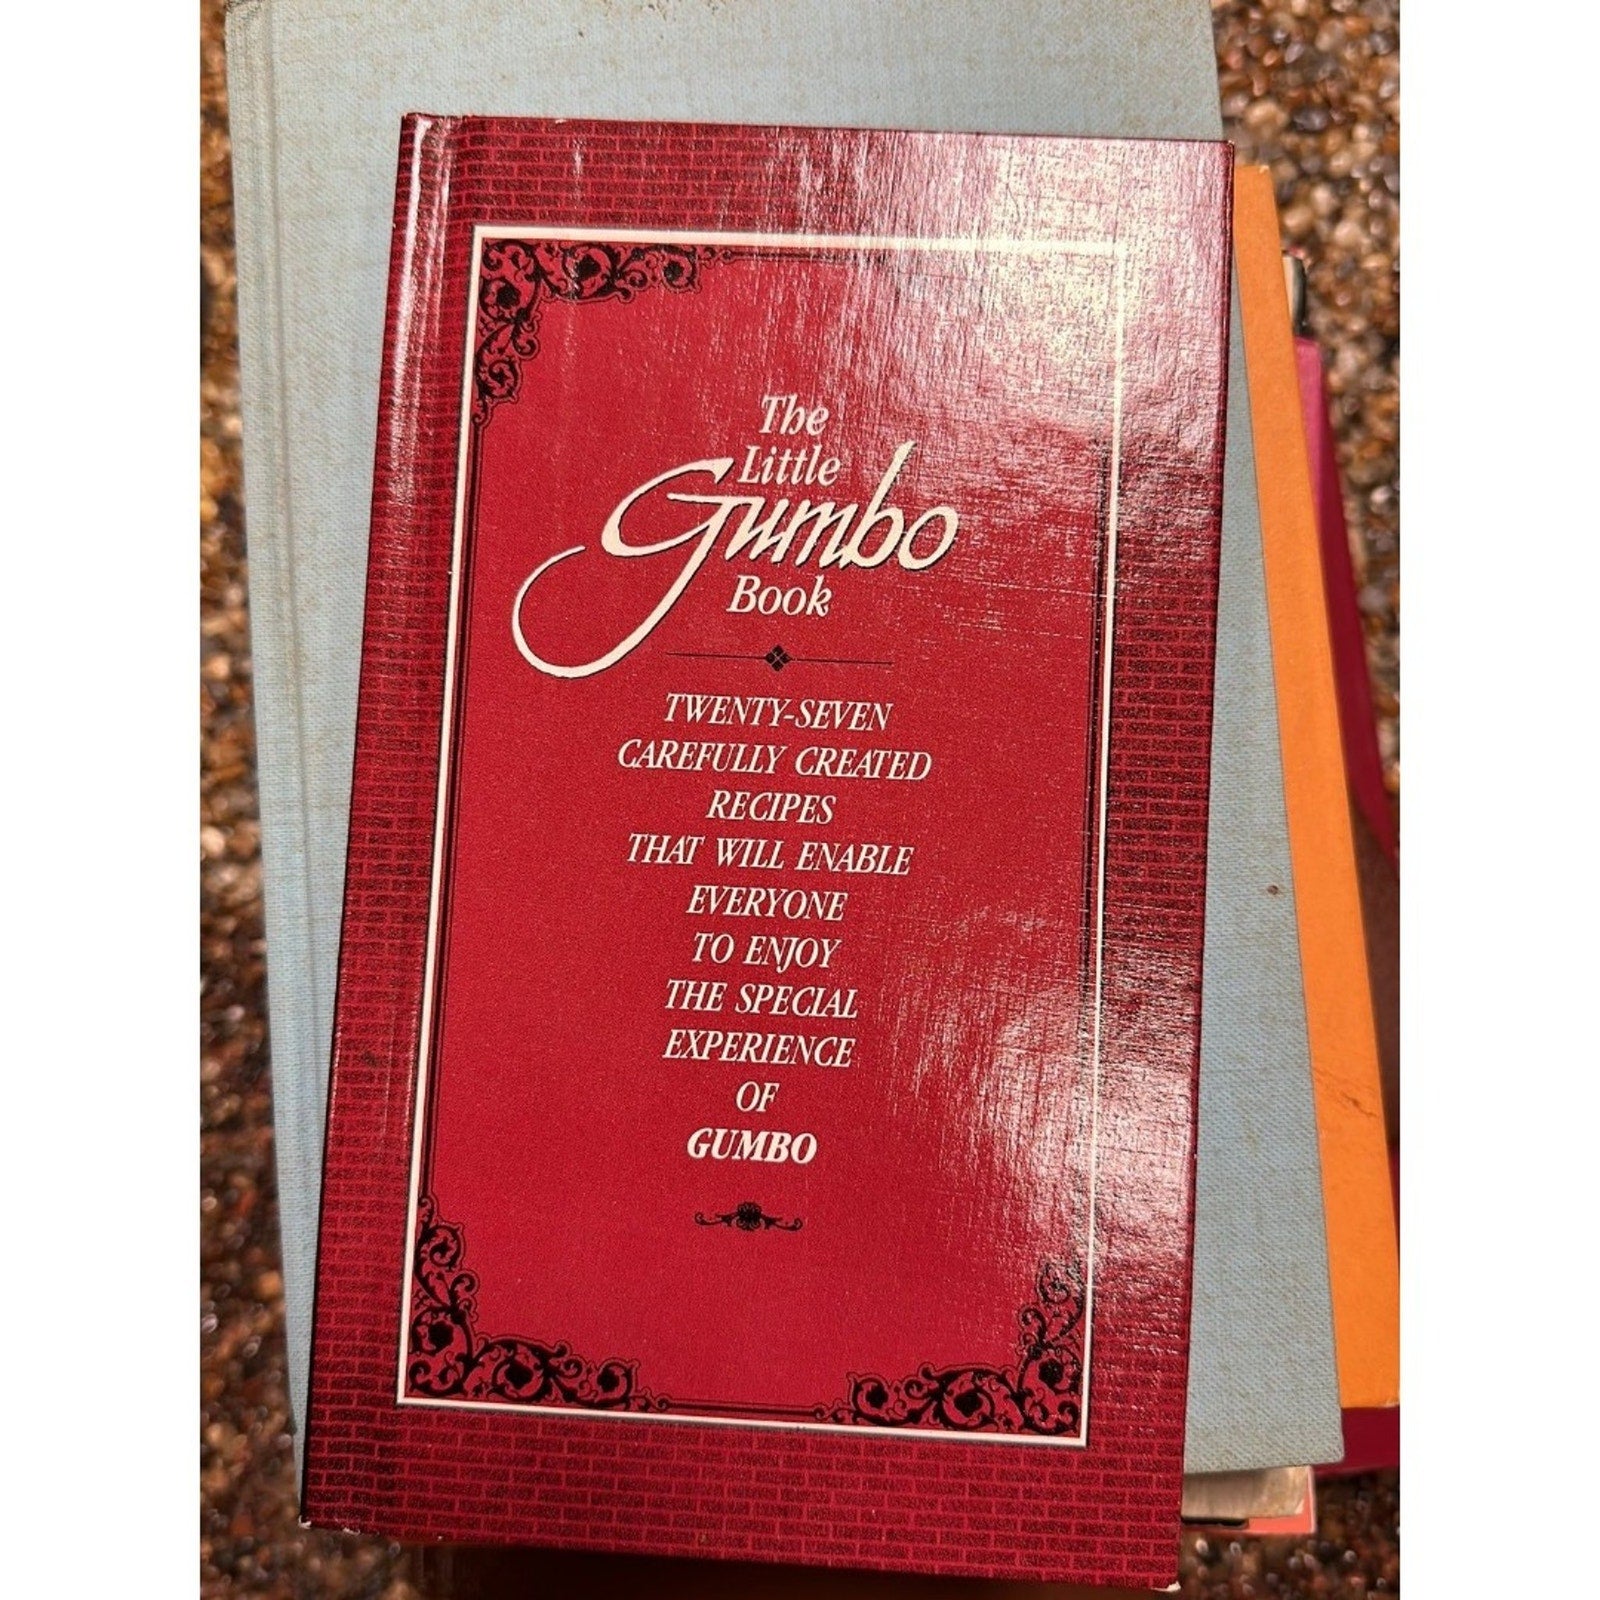 The
Little
Gumbo
Book
TWENTY-SEVEN
CAREFULLY CREATED
RECIPES
THAT WILL ENABLE
EVERYONE
TO ENJOY
THE SPECIAL
EXPERIENCE
OF
GUMBO